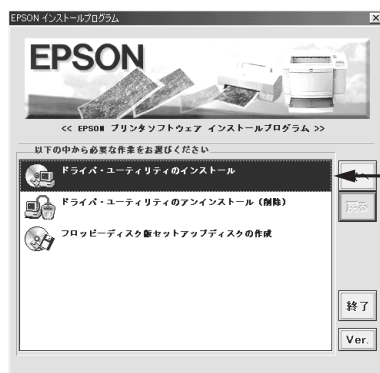 EPSON インストールプログラム
EPSON
<< EPSON プリンタソフトウェア インストールプログラム >>
以下の中から必要な作業をお選びください
ドライバ・ユーティリティのインストール
ドライバ・ユーティリティのアンインストール（削除）
フロッピーディスク版セットアップディスクの作成
戻る
終了
Ver.